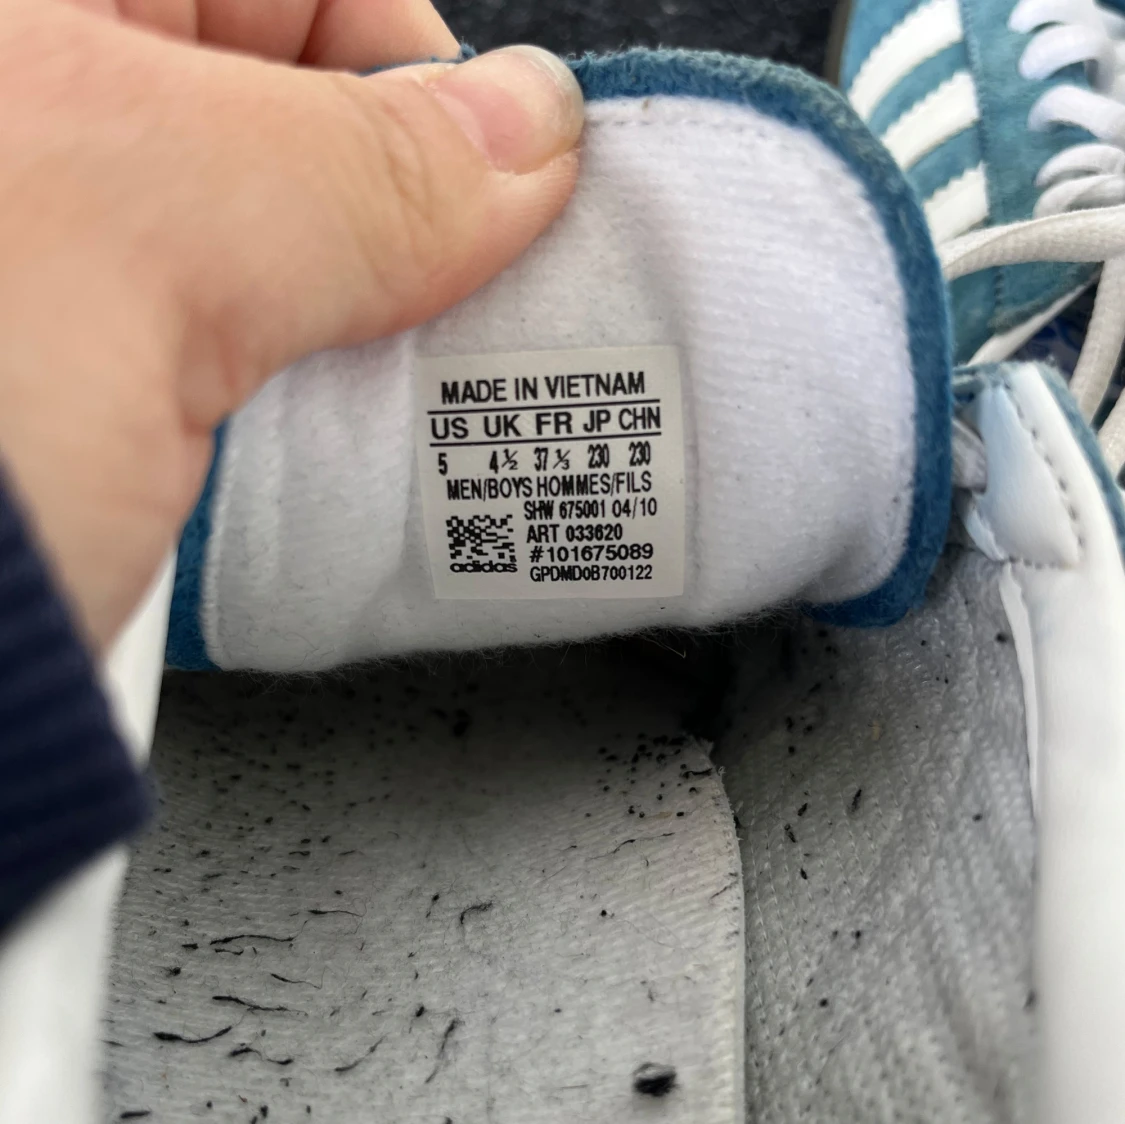 MADE IN VIETNAM
US UK FR JP CHN
5 4½ 37⅓ 230 230
MEN/BOYS HOMMES/FILS
SHW 675001 04/10
ART 033620
#101675089
adidas GPDMD0B700122